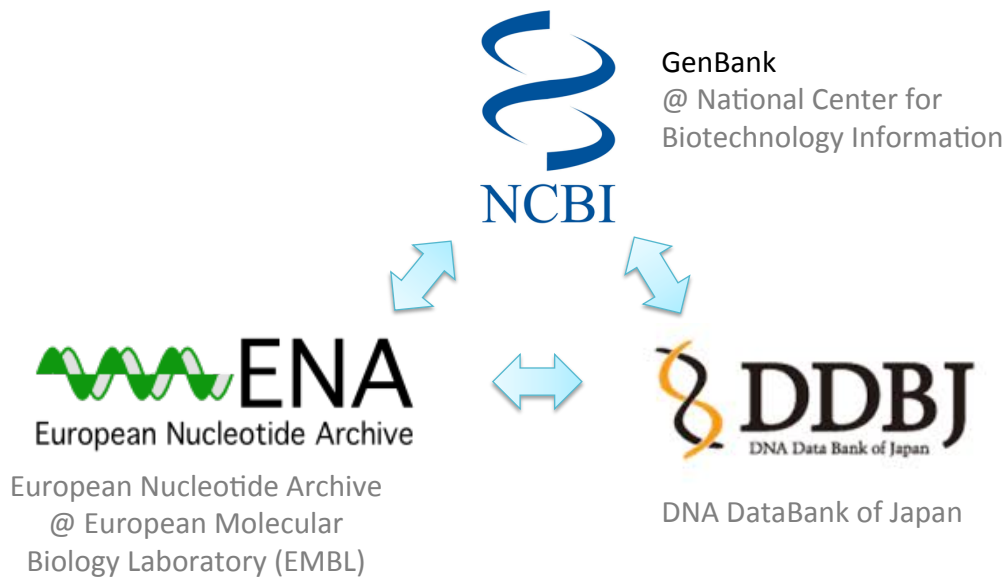 GenBank
@ National Center for
Biotechnology Information
NCBI
ENA
European Nucleotide Archive
DDBJ
DNA Data Bank of Japan
European Nucleotide Archive
@ European Molecular
Biology Laboratory (EMBL)
DNA DataBank of Japan